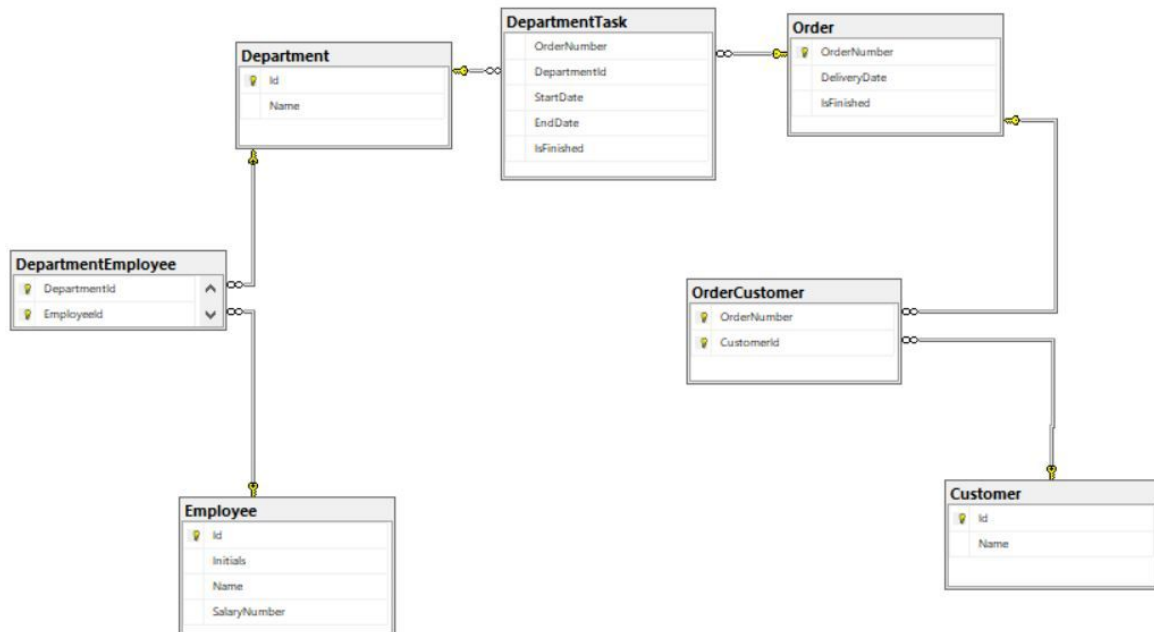 DepartmentTask
OrderNumber
DepartmentId
StartDate
EndDate
IsFinished
Order
OrderNumber
DeliveryDate
IsFinished
Department
Id
Name
DepartmentEmployee
DepartmentId
EmployeeId
OrderCustomer
OrderNumber
CustomerId
Employee
Id
Initials
Name
SalaryNumber
Customer
Id
Name